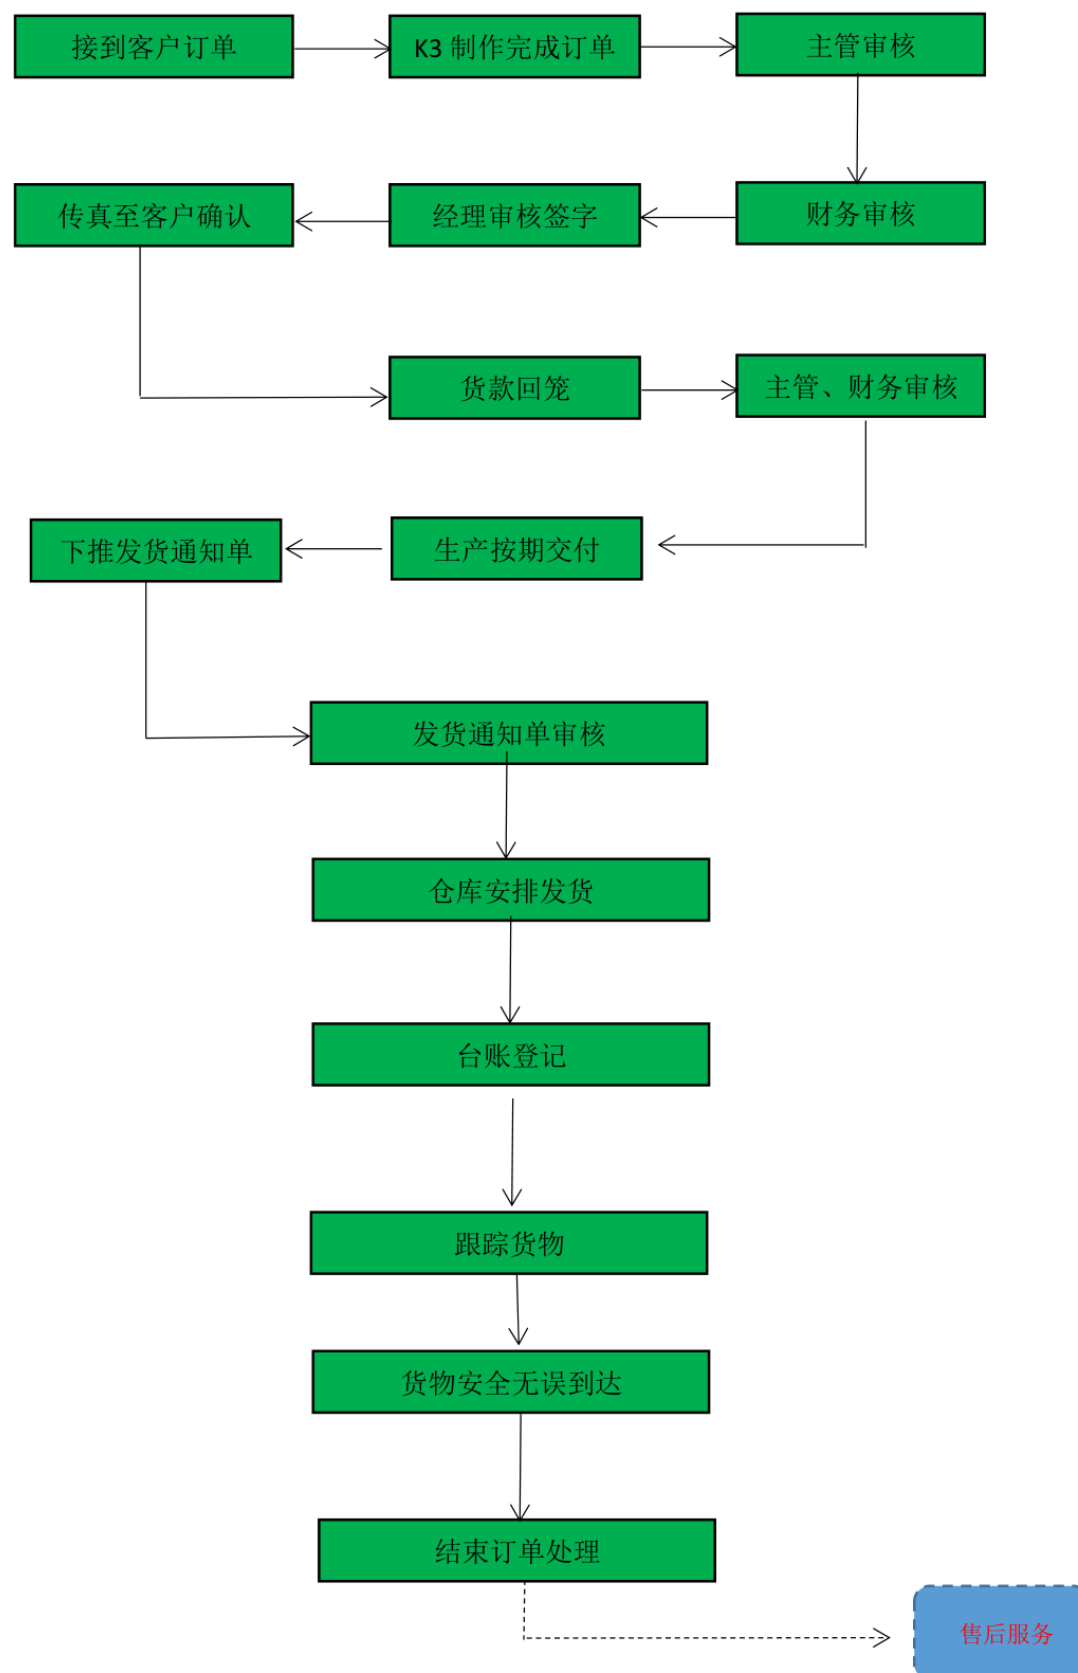 接到客户订单
K3 制作完成订单
主管审核
传真至客户确认
经理审核签字
财务审核
货款回笼
主管、财务审核
下推发货通知单
生产按期交付
发货通知单审核
仓库安排发货
台账登记
跟踪货物
货物安全无误到达
结束订单处理
售后服务